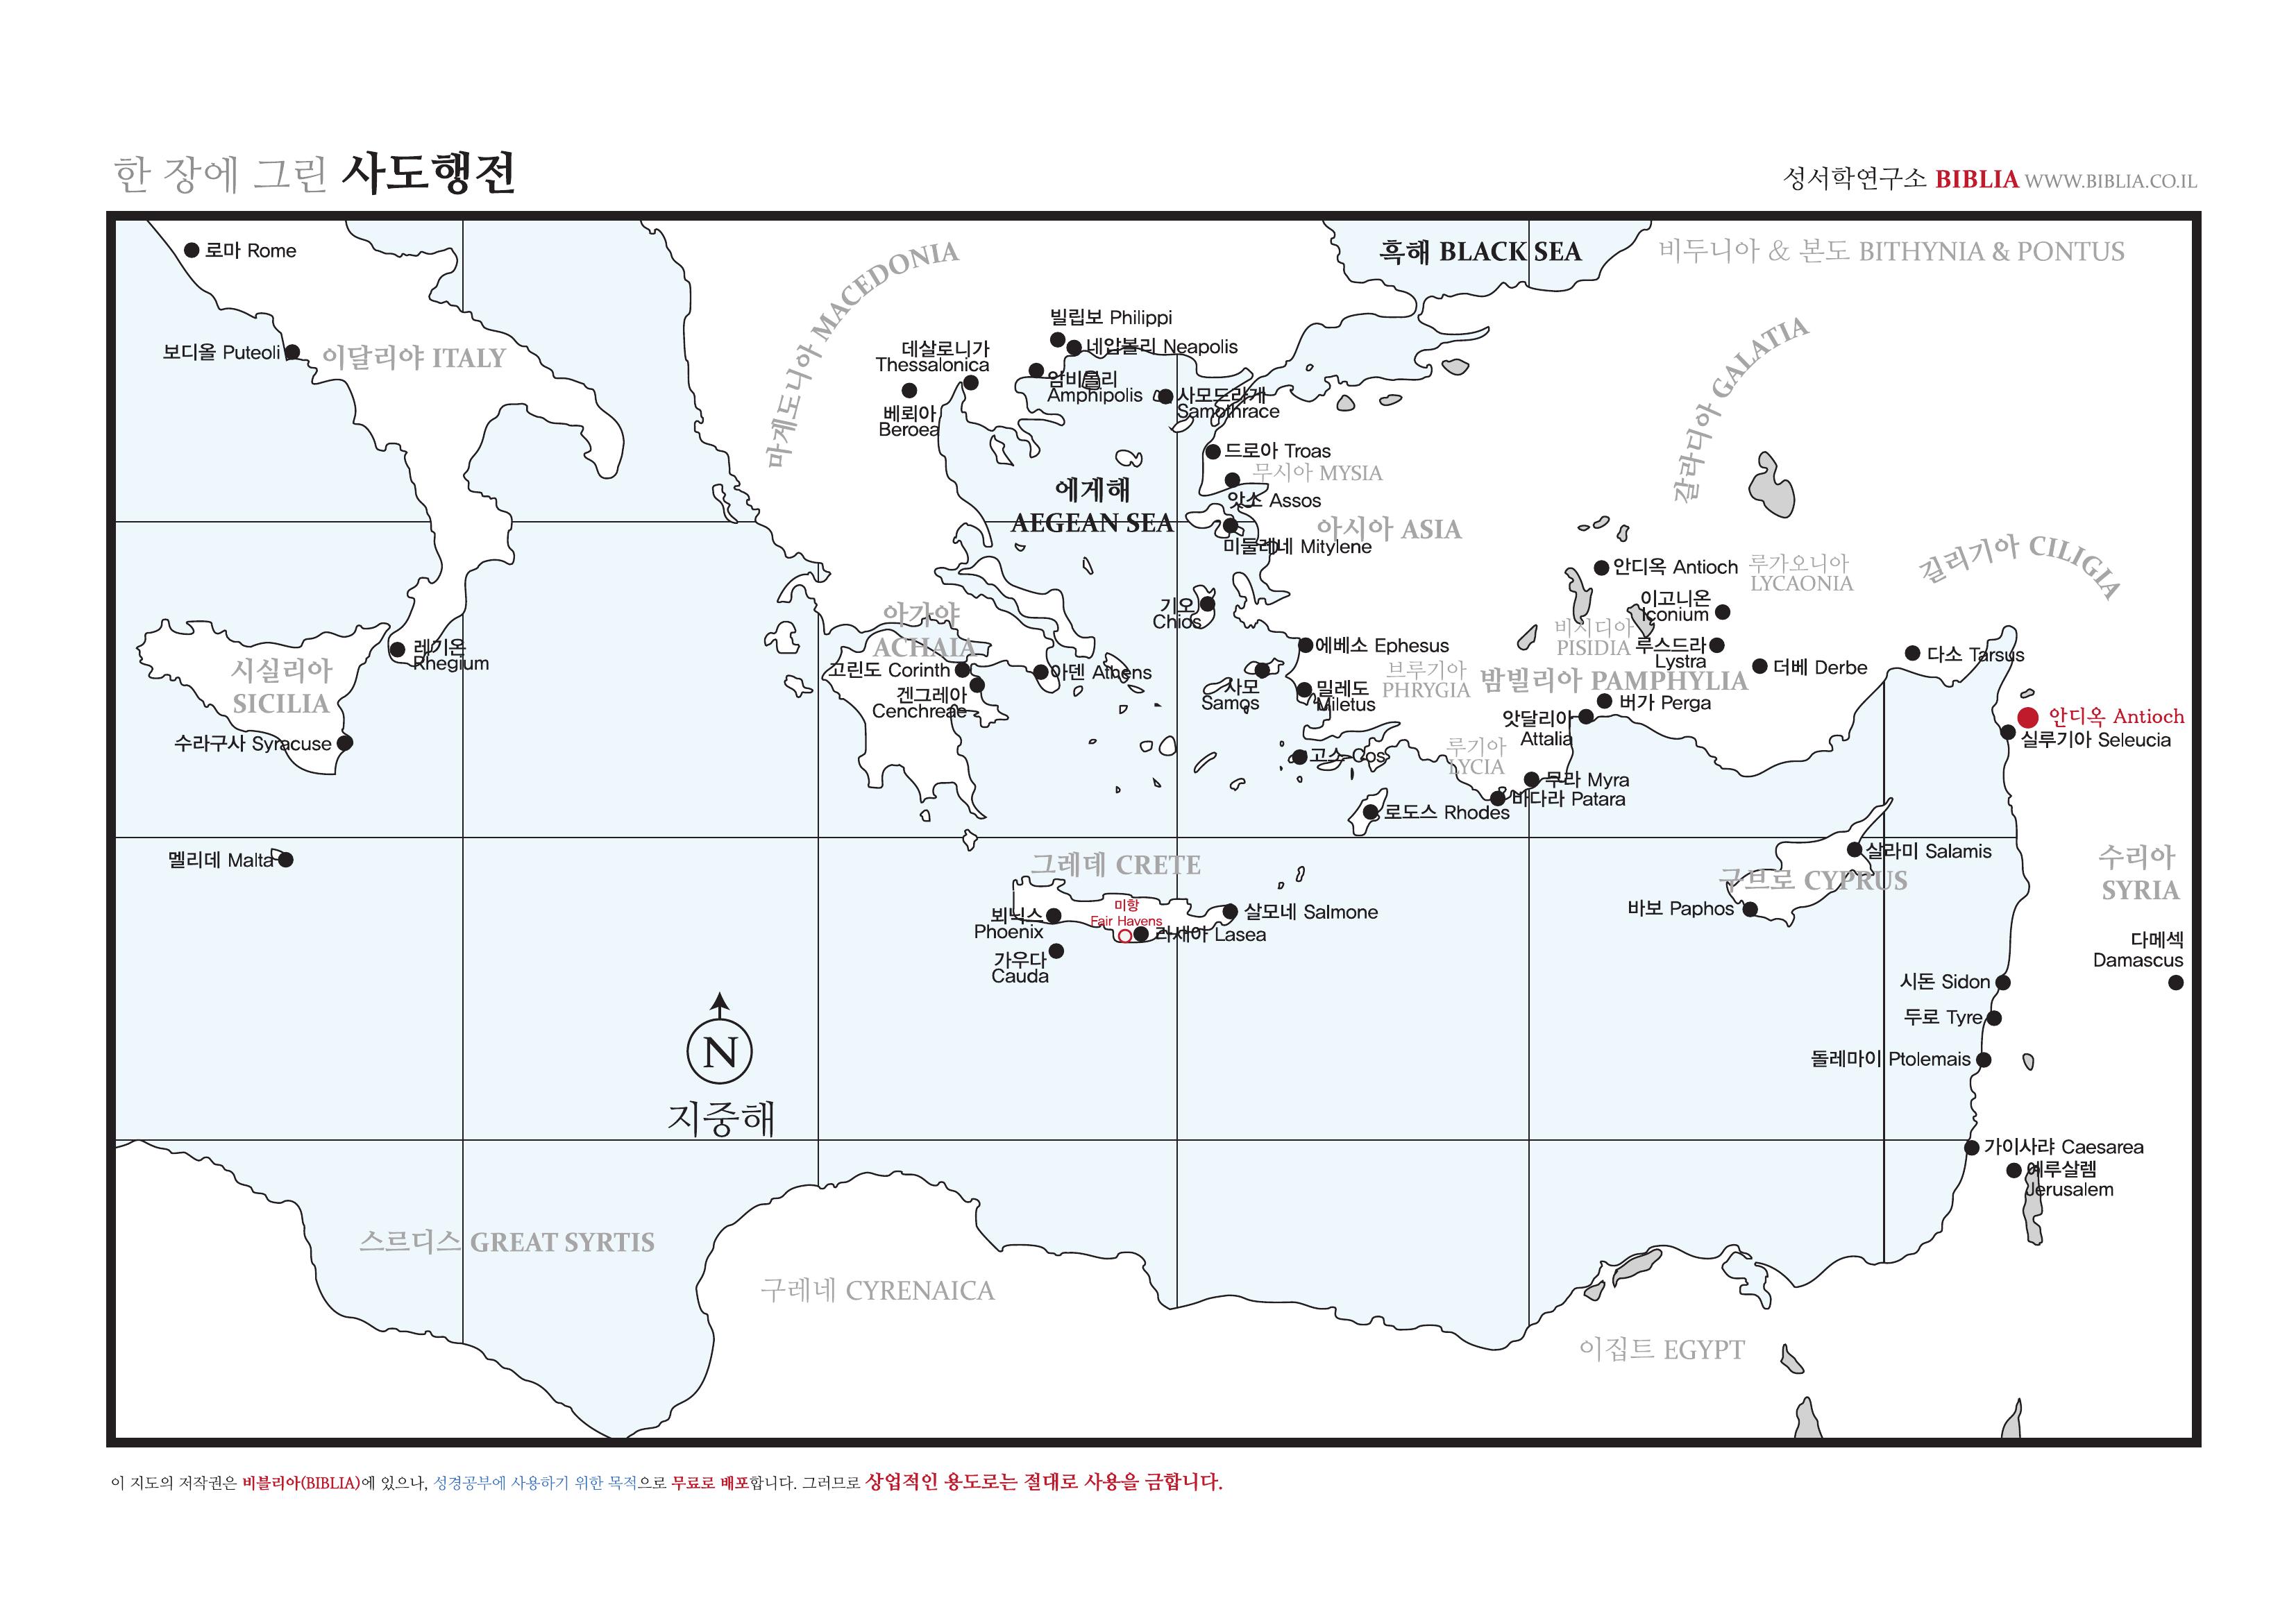 한 장에 그린 사도행전
성서학연구소 BIBLIA WWW.BIBLIA.CO.IL
로마 Rome
흑해 BLACK SEA
비두니아 & 본도 BITHYNIA & PONTUS
마게도니아 MACEDONIA
빌립보 Philippi
네압볼리 Neapolis
보디올 Puteoli
이달리야 ITALY
데살로니가
Thessalonica
갈라디아 GALATIA
암비볼리
Amphipolis
사모드라게
Samothrace
베뢰아
Beroea
드로아 Troas
무시아 MYSIA
에게해
AEGEAN SEA
앗소 Assos
아시아 ASIA
미둘레네 Mitylene
안디옥 Antioch
루가오니아
LYCAONIA
길리기아 CILIGIA
기오
Chios
이고니온
Iconium
아가야
ACHAIA
비시디아
PISIDIA
루스드라
Lystra
레기온
Rhegium
에베소 Ephesus
다소 Tarsus
시실리아
SICILIA
고린도 Corinth
아덴 Athens
브루기아
PHRYGIA
밤빌리아 PAMPHYLIA
더베 Derbe
겐그레아
Cenchreae
사모
Samos
밀레도
Miletus
버가 Perga
앗달리아
Attalia
안디옥 Antioch
실루기아 Seleucia
수라구사 Syracuse
고스 Cos
루기아
LYCIA
무라 Myra
바다라 Patara
로도스 Rhodes
멜리데 Malta
그레데 CRETE
살라미 Salamis
수리아
SYRIA
구브로 CYPRUS
바보 Paphos
미항
Fair Havens
뵈닉스
Phoenix
살모네 Salmone
라새아 Lasea
가우다
Cauda
다메섹
Damascus
시돈 Sidon
두로 Tyre
N
돌레마이 Ptolemais
지중해
가이사랴 Caesarea
예루살렘
Jerusalem
스르디스 GREAT SYRTIS
구레네 CYRENAICA
이집트 EGYPT
이 지도의 저작권은 비블리아(BIBLIA)에 있으나, 성경공부에 사용하기 위한 목적으로 무료로 배포합니다. 그러므로 상업적인 용도로는 절대로 사용을 금합니다.